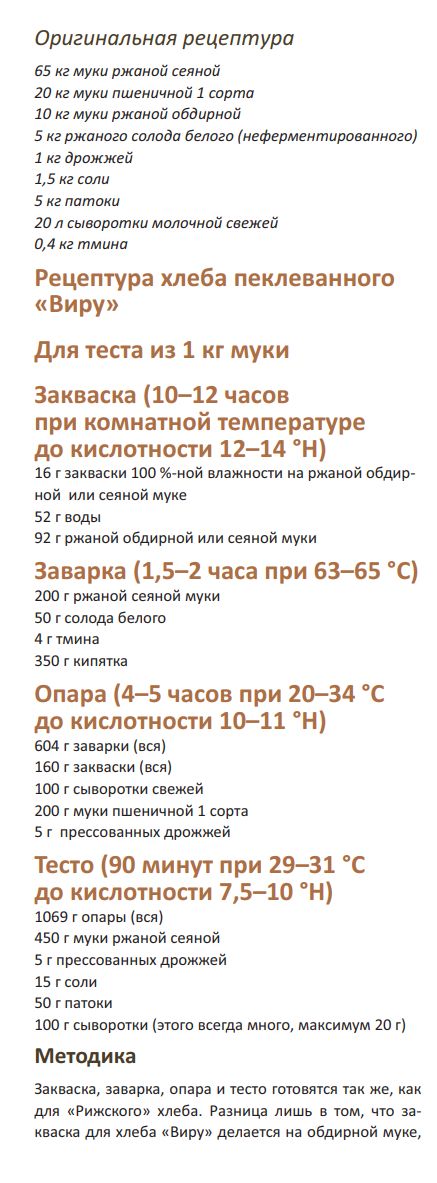 Оригинальная рецептура
65 кг муки ржаной сеяной
20 кг муки пшеничной 1 сорта
10 кг муки ржаной обдирной
5 кг ржаного солода белого (неферментированного)
1 кг дрожжей
1,5 кг соли
5 кг патоки
20 л сыворотки молочной свежей
0,4 кг тмина
Рецептура хлеба пеклеванного
«Виру»
Для теста из 1 кг муки
Закваска (10–12 часов
при комнатной температуре
до кислотности 12–14 °Н)
16 г закваски 100 %-ной влажности на ржаной обдир-
ной или сеяной муке
52 г воды
92 г ржаной обдирной или сеяной муки
Заварка (1,5–2 часа при 63–65 °С)
200 г ржаной сеяной муки
50 г солода белого
4 г тмина
350 г кипятка
Опара (4–5 часов при 20–34 °С
до кислотности 10–11 °Н)
604 г заварки (вся)
160 г закваски (вся)
100 г сыворотки свежей
200 г муки пшеничной 1 сорта
5 г прессованных дрожжей
Тесто (90 минут при 29–31 °С
до кислотности 7,5–10 °Н)
1069 г опары (вся)
450 г муки ржаной сеяной
5 г прессованных дрожжей
15 г соли
50 г патоки
100 г сыворотки (этого всегда много, максимум 20 г)
Методика
Закваска, заварка, опара и тесто готовятся так же, как
для «Рижского» хлеба. Разница лишь в том, что за-
кваска для хлеба «Виру» делается на обдирной муке,